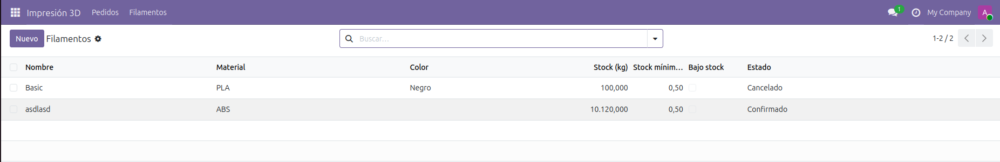 Impresión 3D Pedidos Filamentos 1 My Company A
Nuevo Filamentos Buscar... 1-2 / 2
Nombre Material Color Stock (kg) Stock mínim... Bajo stock Estado
Basic PLA Negro 100,000 0,50 Cancelado
asdlasd ABS 10.120,000 0,50 Confirmado